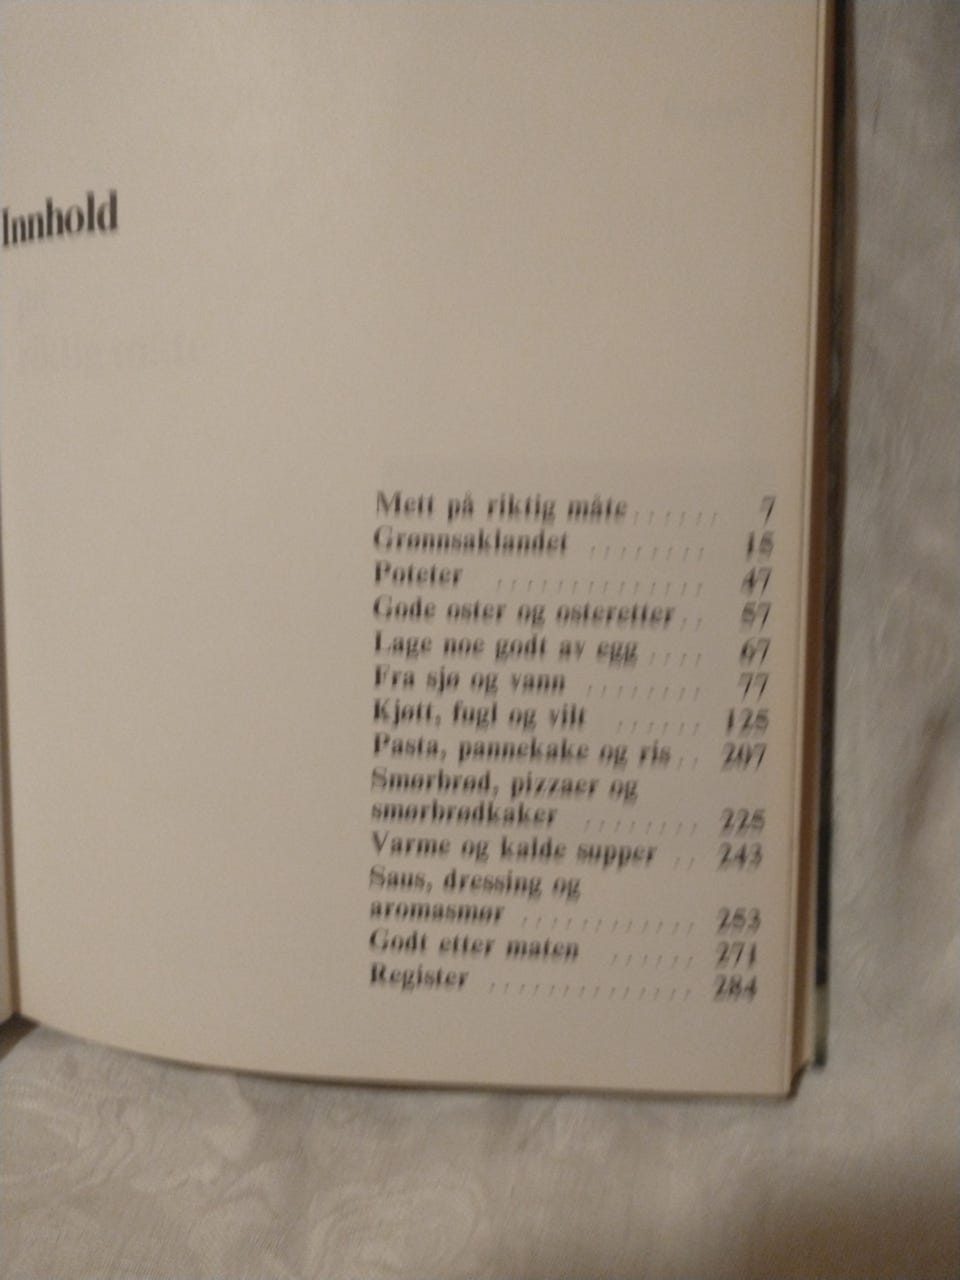 Innhold
Mett på riktig måte ...... 7
Grønnsaklandet ........ 15
Poteter .............. 47
Gode oster og osteretter .. 57
Lage noe godt av egg .... 67
Fra sjø og vann ........ 77
Kjøtt, fugl og vilt ...... 125
Pasta, pannekake og ris .. 207
Smørbrød, pizzaer og
smørbrødkaker ........ 225
Varme og kalde supper .. 243
Saus, dressing og
aromasmør ............ 253
Godt etter maten ...... 271
Register .............. 284